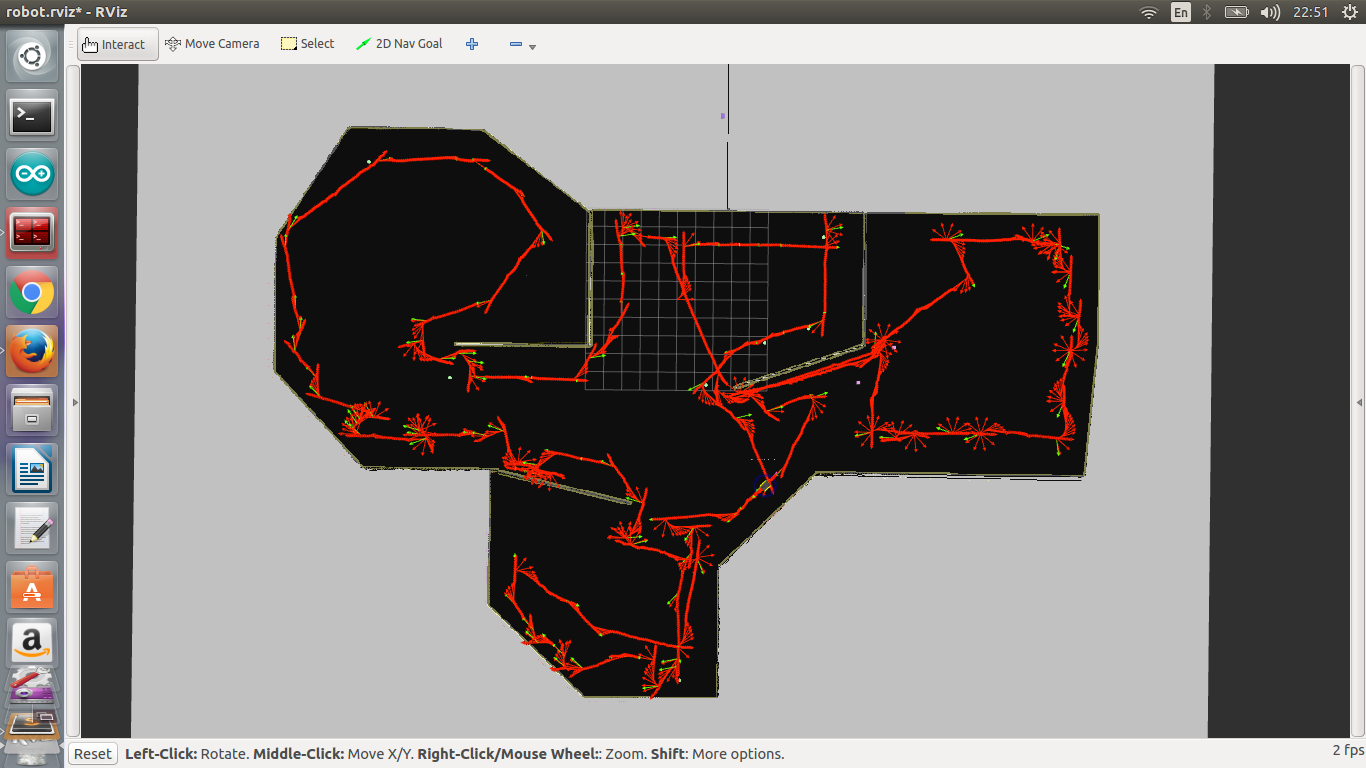 robot.rviz* - RViz
En
22:51
Interact
Move Camera
Select
2D Nav Goal
Reset
Left-Click: Rotate. Middle-Click: Move X/Y. Right-Click/Mouse Wheel:: Zoom. Shift: More options.
2 fps